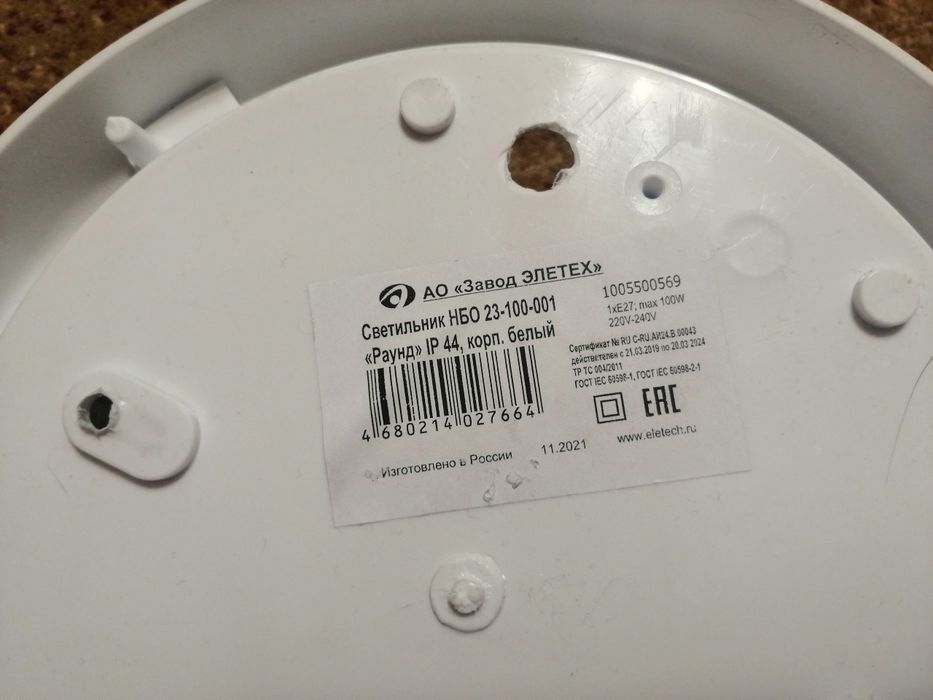 АО «Завод ЭЛЕТЕХ»
Светильник НБО 23-100-001
«Раунд» IP 44, корп. белый
4 680214 027664
Изготовлено в России 11.2021
1005500569
1xE27; max 100W
220V-240V
Сертификат № RU C-RU.АИ24.В.00043
действетелен с 21.03.2019 по 20.03 2024
ТР ТС 004/2011
ГОСТ IEC 60598-1, ГОСТ IEC 60598-2-1
EAC
www.eletech.ru